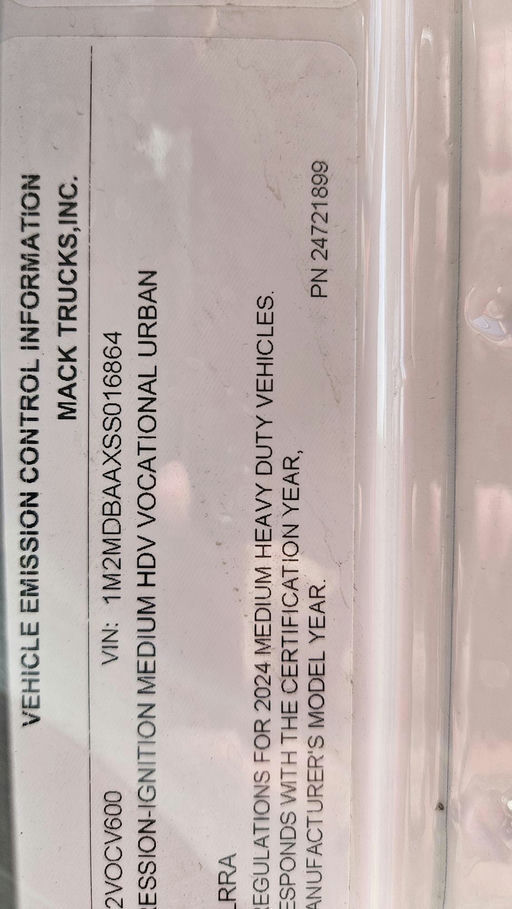 VEHICLE EMISSION CONTROL INFORMATION
MACK TRUCKS,INC.
2VOCV600 VIN: 1M2MDBAAXSS016864
ESSION-IGNITION MEDIUM HDV VOCATIONAL URBAN
LRRA
EGULATIONS FOR 2024 MEDIUM HEAVY DUTY VEHICLES.
ESPONDS WITH THE CERTIFICATION YEAR,
ANUFACTURER'S MODEL YEAR.
PN 24721899